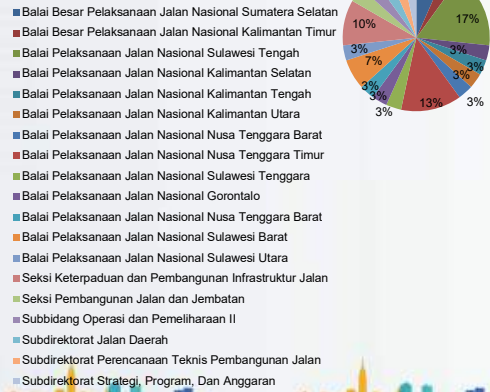 Balai Besar Pelaksanaan Jalan Nasional Sumatera Selatan
Balai Besar Pelaksanaan Jalan Nasional Kalimantan Timur
Balai Pelaksanaan Jalan Nasional Sulawesi Tengah
Balai Pelaksanaan Jalan Nasional Kalimantan Selatan
Balai Pelaksanaan Jalan Nasional Kalimantan Tengah
Balai Pelaksanaan Jalan Nasional Kalimantan Utara
Balai Pelaksanaan Jalan Nasional Nusa Tenggara Barat
Balai Pelaksanaan Jalan Nasional Nusa Tenggara Timur
Balai Pelaksanaan Jalan Nasional Sulawesi Tenggara
Balai Pelaksanaan Jalan Nasional Gorontalo
Balai Pelaksanaan Jalan Nasional Nusa Tenggara Barat
Balai Pelaksanaan Jalan Nasional Sulawesi Barat
Balai Pelaksanaan Jalan Nasional Sulawesi Utara
Seksi Keterpaduan dan Pembangunan Infrastruktur Jalan
Seksi Pembangunan Jalan dan Jembatan
Subbidang Operasi dan Pemeliharaan II
Subdirektorat Jalan Daerah
Subdirektorat Perencanaan Teknis Pembangunan Jalan
Subdirektorat Strategi, Program, Dan Anggaran
17%
3%
3%
3%
3%
13%
3%
3%
3%
7%
3%
10%